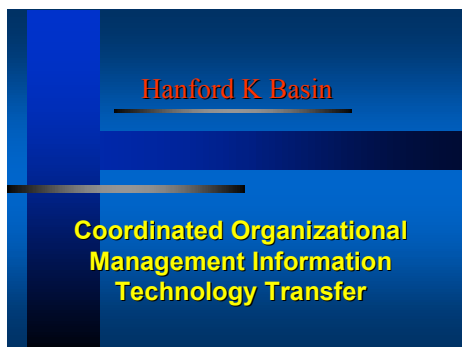 Hanford K Basin
Coordinated Organizational
Management Information
Technology Transfer